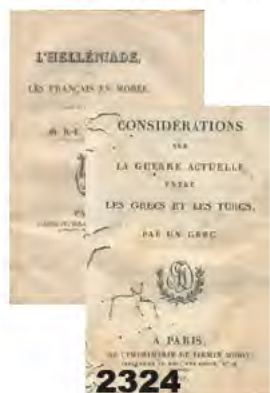 L'HELLÉNIADE,
LES FRANÇAIS EN MORÉE
CONSIDÉRATIONS
SUR
LA GUERRE ACTUELLE
ENTRE
LES GRECS ET LES TURCS,
PAR UN GREC
A PARIS,
DE L'IMPRIMERIE DE FIRMIN DIDOT,
2324